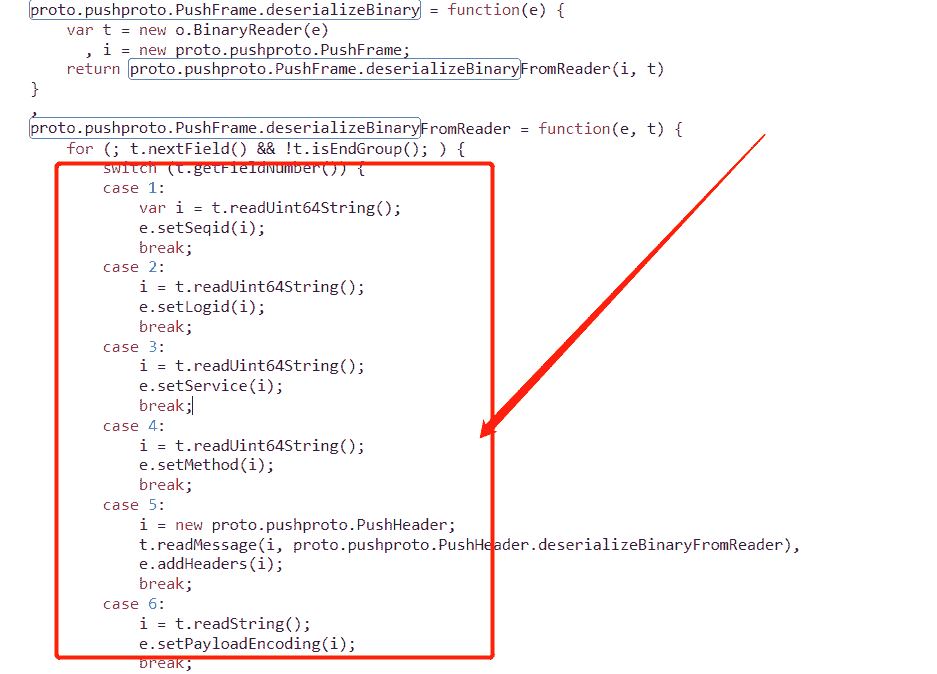 proto.pushproto.PushFrame.deserializeBinary = function(e) {
var t = new o.BinaryReader(e)
, i = new proto.pushproto.PushFrame;
return proto.pushproto.PushFrame.deserializeBinaryFromReader(i, t)
}
,
proto.pushproto.PushFrame.deserializeBinaryFromReader = function(e, t) {
for (; t.nextField() && !t.isEndGroup(); ) {
switch (t.getFieldNumber()) {
case 1:
var i = t.readUint64String();
e.setSeqid(i);
break;
case 2:
i = t.readUint64String();
e.setLogid(i);
break;
case 3:
i = t.readUint64String();
e.setService(i);
break;
case 4:
i = t.readUint64String();
e.setMethod(i);
break;
case 5:
i = new proto.pushproto.PushHeader;
t.readMessage(i, proto.pushproto.PushHeader.deserializeBinaryFromReader),
e.addHeaders(i);
break;
case 6:
i = t.readString();
e.setPayloadEncoding(i);
break;